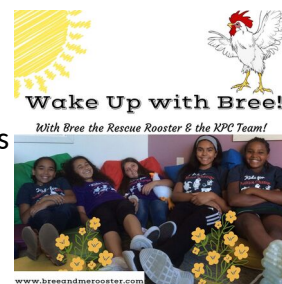 Wake Up with Bree!
With Bree the Rescue Rooster & the KPC Team!
s
www.breeandmerooster.com